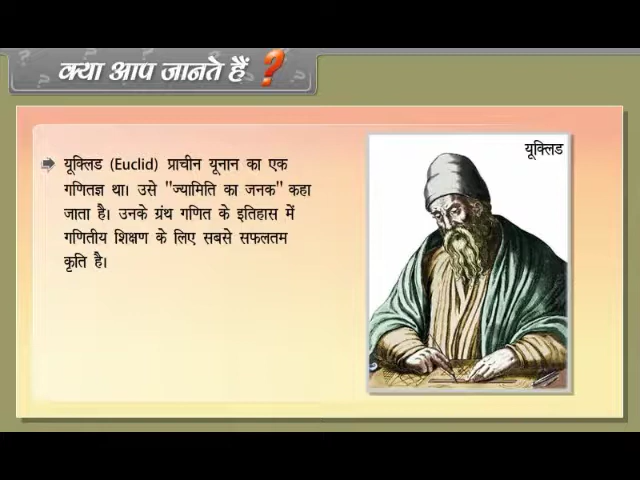 क्या आप जानते हैं ?
यूक्लिड
यूक्लिड (Euclid) प्राचीन यूनान का एक
गणितज्ञ था। उसे "ज्यामिति का जनक" कहा
जाता है। उनके ग्रंथ गणित के इतिहास में
गणितीय शिक्षण के लिए सबसे सफलतम
कृति है।